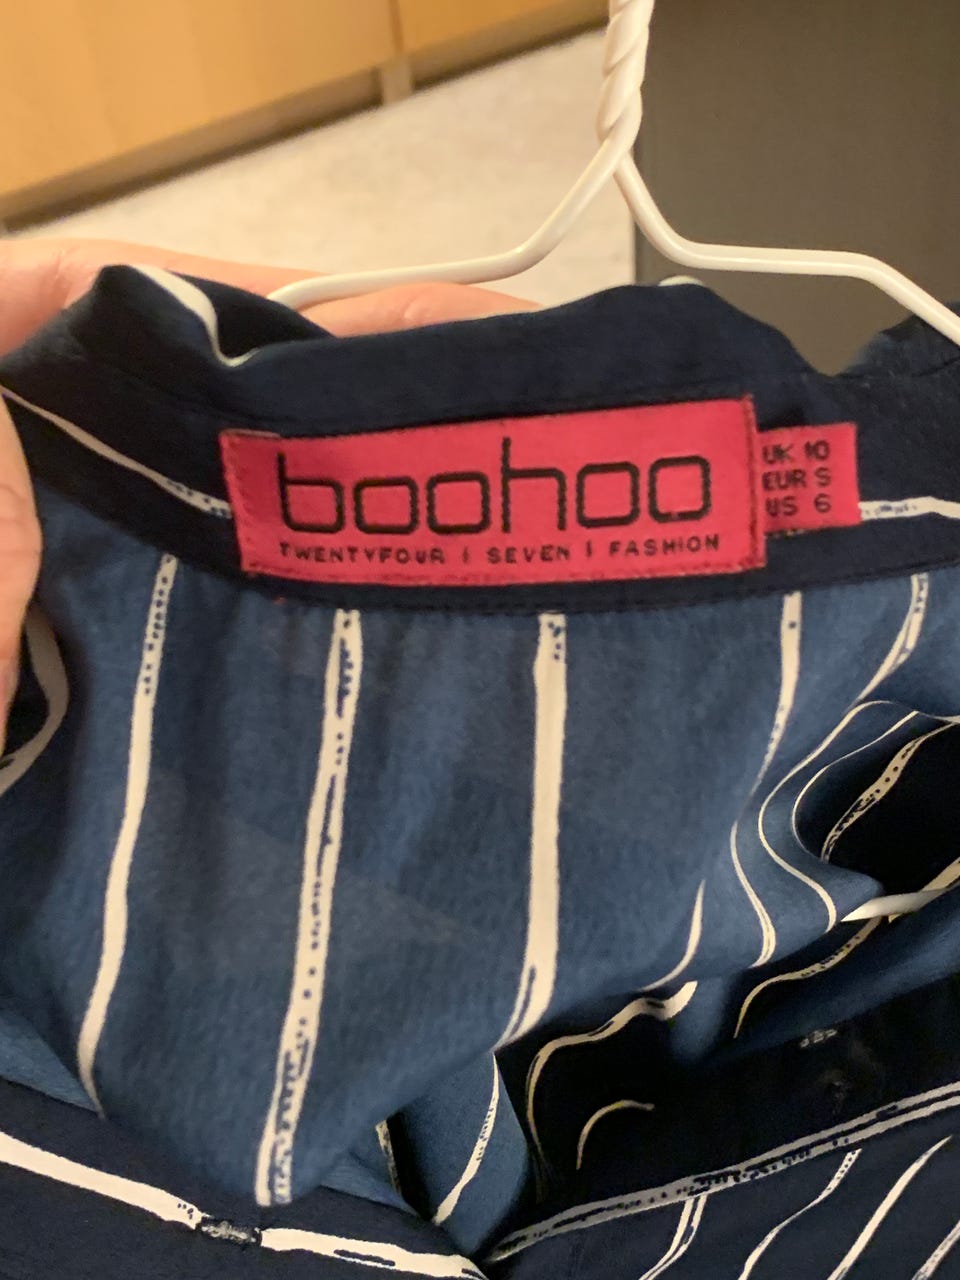 boohoo
TWENTYFOUR | SEVEN | FASHION
UK 10
EUR S
US 6